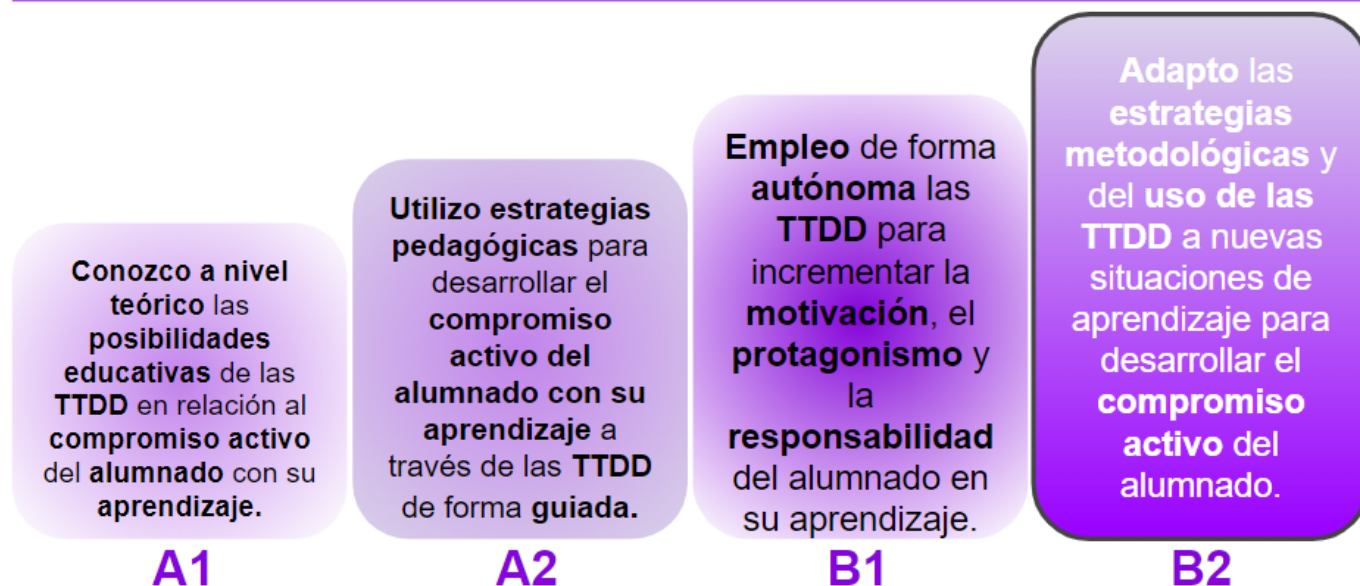 Conozco a nivel
teórico las
posibilidades
educativas de las
TTDD en relación al
compromiso activo
del alumnado con su
aprendizaje.
A1
Utilizo estrategias
pedagógicas para
desarrollar el
compromiso
activo del
alumnado con su
aprendizaje a
través de las TTDD
de forma guiada.
A2
Empleo de forma
autónoma las
TTDD para
incrementar la
motivación, el
protagonismo y
la
responsabilidad
del alumnado en
su aprendizaje.
B1
Adapto las
estrategias
metodológicas y
del uso de las
TTDD a nuevas
situaciones de
aprendizaje para
desarrollar el
compromiso
activo del
alumnado.
B2